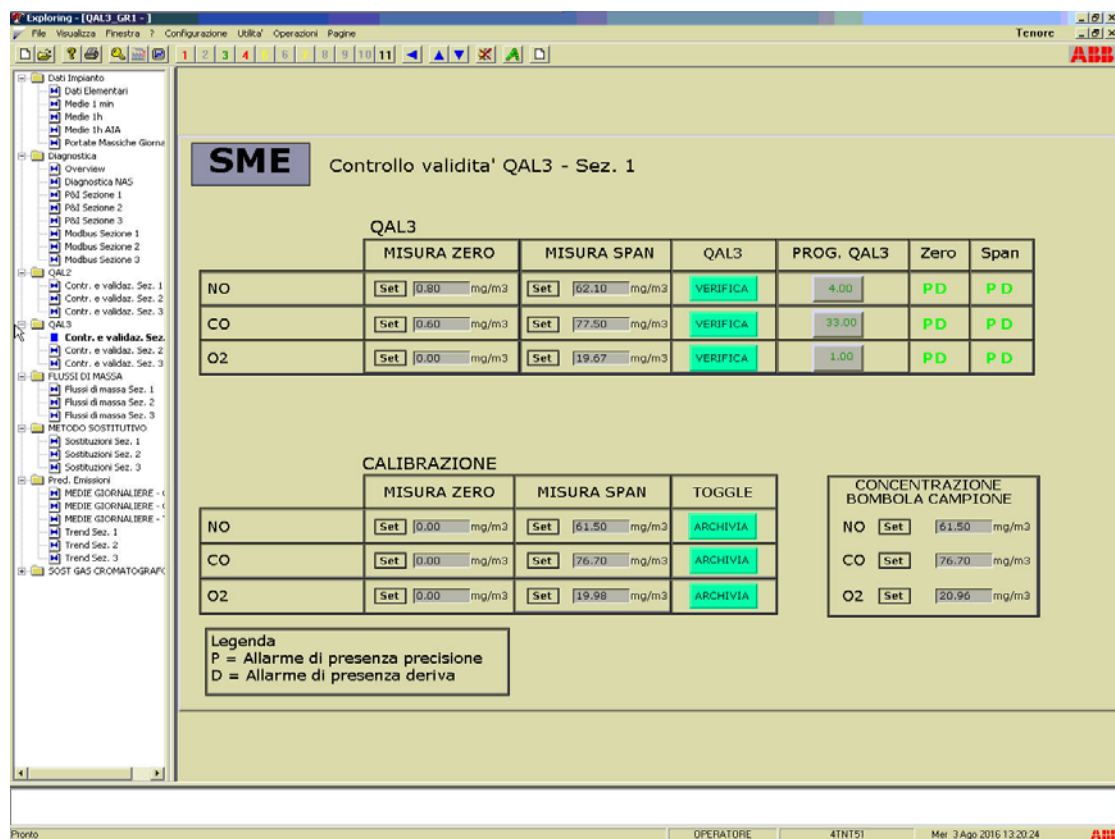 Exploring - [QAL3_GR1 - ]
File Visualizza Finestra ? Configurazione Utilita' Operazioni Pagine Tenore
1 2 3 4 5 6 7 8 9 10 11 A ABB
Dati Impianto
Dati Elementari
Medie 1 min
Medie 1h
Medie 1h AIA
Portate Massiche Giorna
Diagnostica
Overview
Diagnostica NAS
P&I Sezione 1
P&I Sezione 2
P&I Sezione 3
Modbus Sezione 1
Modbus Sezione 2
Modbus Sezione 3
QAL2
Contr. e validaz. Sez. 1
Contr. e validaz. Sez. 2
Contr. e validaz. Sez. 3
QAL3
Contr. e validaz. Sez.
Contr. e validaz. Sez. 2
Contr. e validaz. Sez. 3
FLUSSI DI MASSA
Flussi di massa Sez. 1
Flussi di massa Sez. 2
Flussi di massa Sez. 3
METODO SOSTITUTIVO
Sostituzioni Sez. 1
Sostituzioni Sez. 2
Sostituzioni Sez. 3
Pred. Emissioni
MEDIE GIORNALIERE -
MEDIE GIORNALIERE -
MEDIE GIORNALIERE -
Trend Sez. 1
Trend Sez. 2
Trend Sez. 3
SOST GAS CROMATOGRAF
SME Controllo validita' QAL3 - Sez. 1
QAL3
MISURA ZERO MISURA SPAN QAL3 PROG. QAL3 Zero Span
NO Set 0.80 mg/m3 Set 62.10 mg/m3 VERIFICA 4.00 P D P D
CO Set 0.60 mg/m3 Set 77.50 mg/m3 VERIFICA 33.00 P D P D
O2 Set 0.00 mg/m3 Set 19.67 mg/m3 VERIFICA 1.00 P D P D
CALIBRAZIONE
MISURA ZERO MISURA SPAN TOGGLE
NO Set 0.00 mg/m3 Set 61.50 mg/m3 ARCHIVIA
CO Set 0.00 mg/m3 Set 76.70 mg/m3 ARCHIVIA
O2 Set 0.00 mg/m3 Set 19.98 mg/m3 ARCHIVIA
CONCENTRAZIONE
BOMBOLA CAMPIONE
NO Set 61.50 mg/m3
CO Set 76.70 mg/m3
O2 Set 20.96 mg/m3
Legenda
P = Allarme di presenza precisione
D = Allarme di presenza deriva
Pronto OPERATORE 4TNT51 Mer 3 Ago 2016 13:20:24 ABB